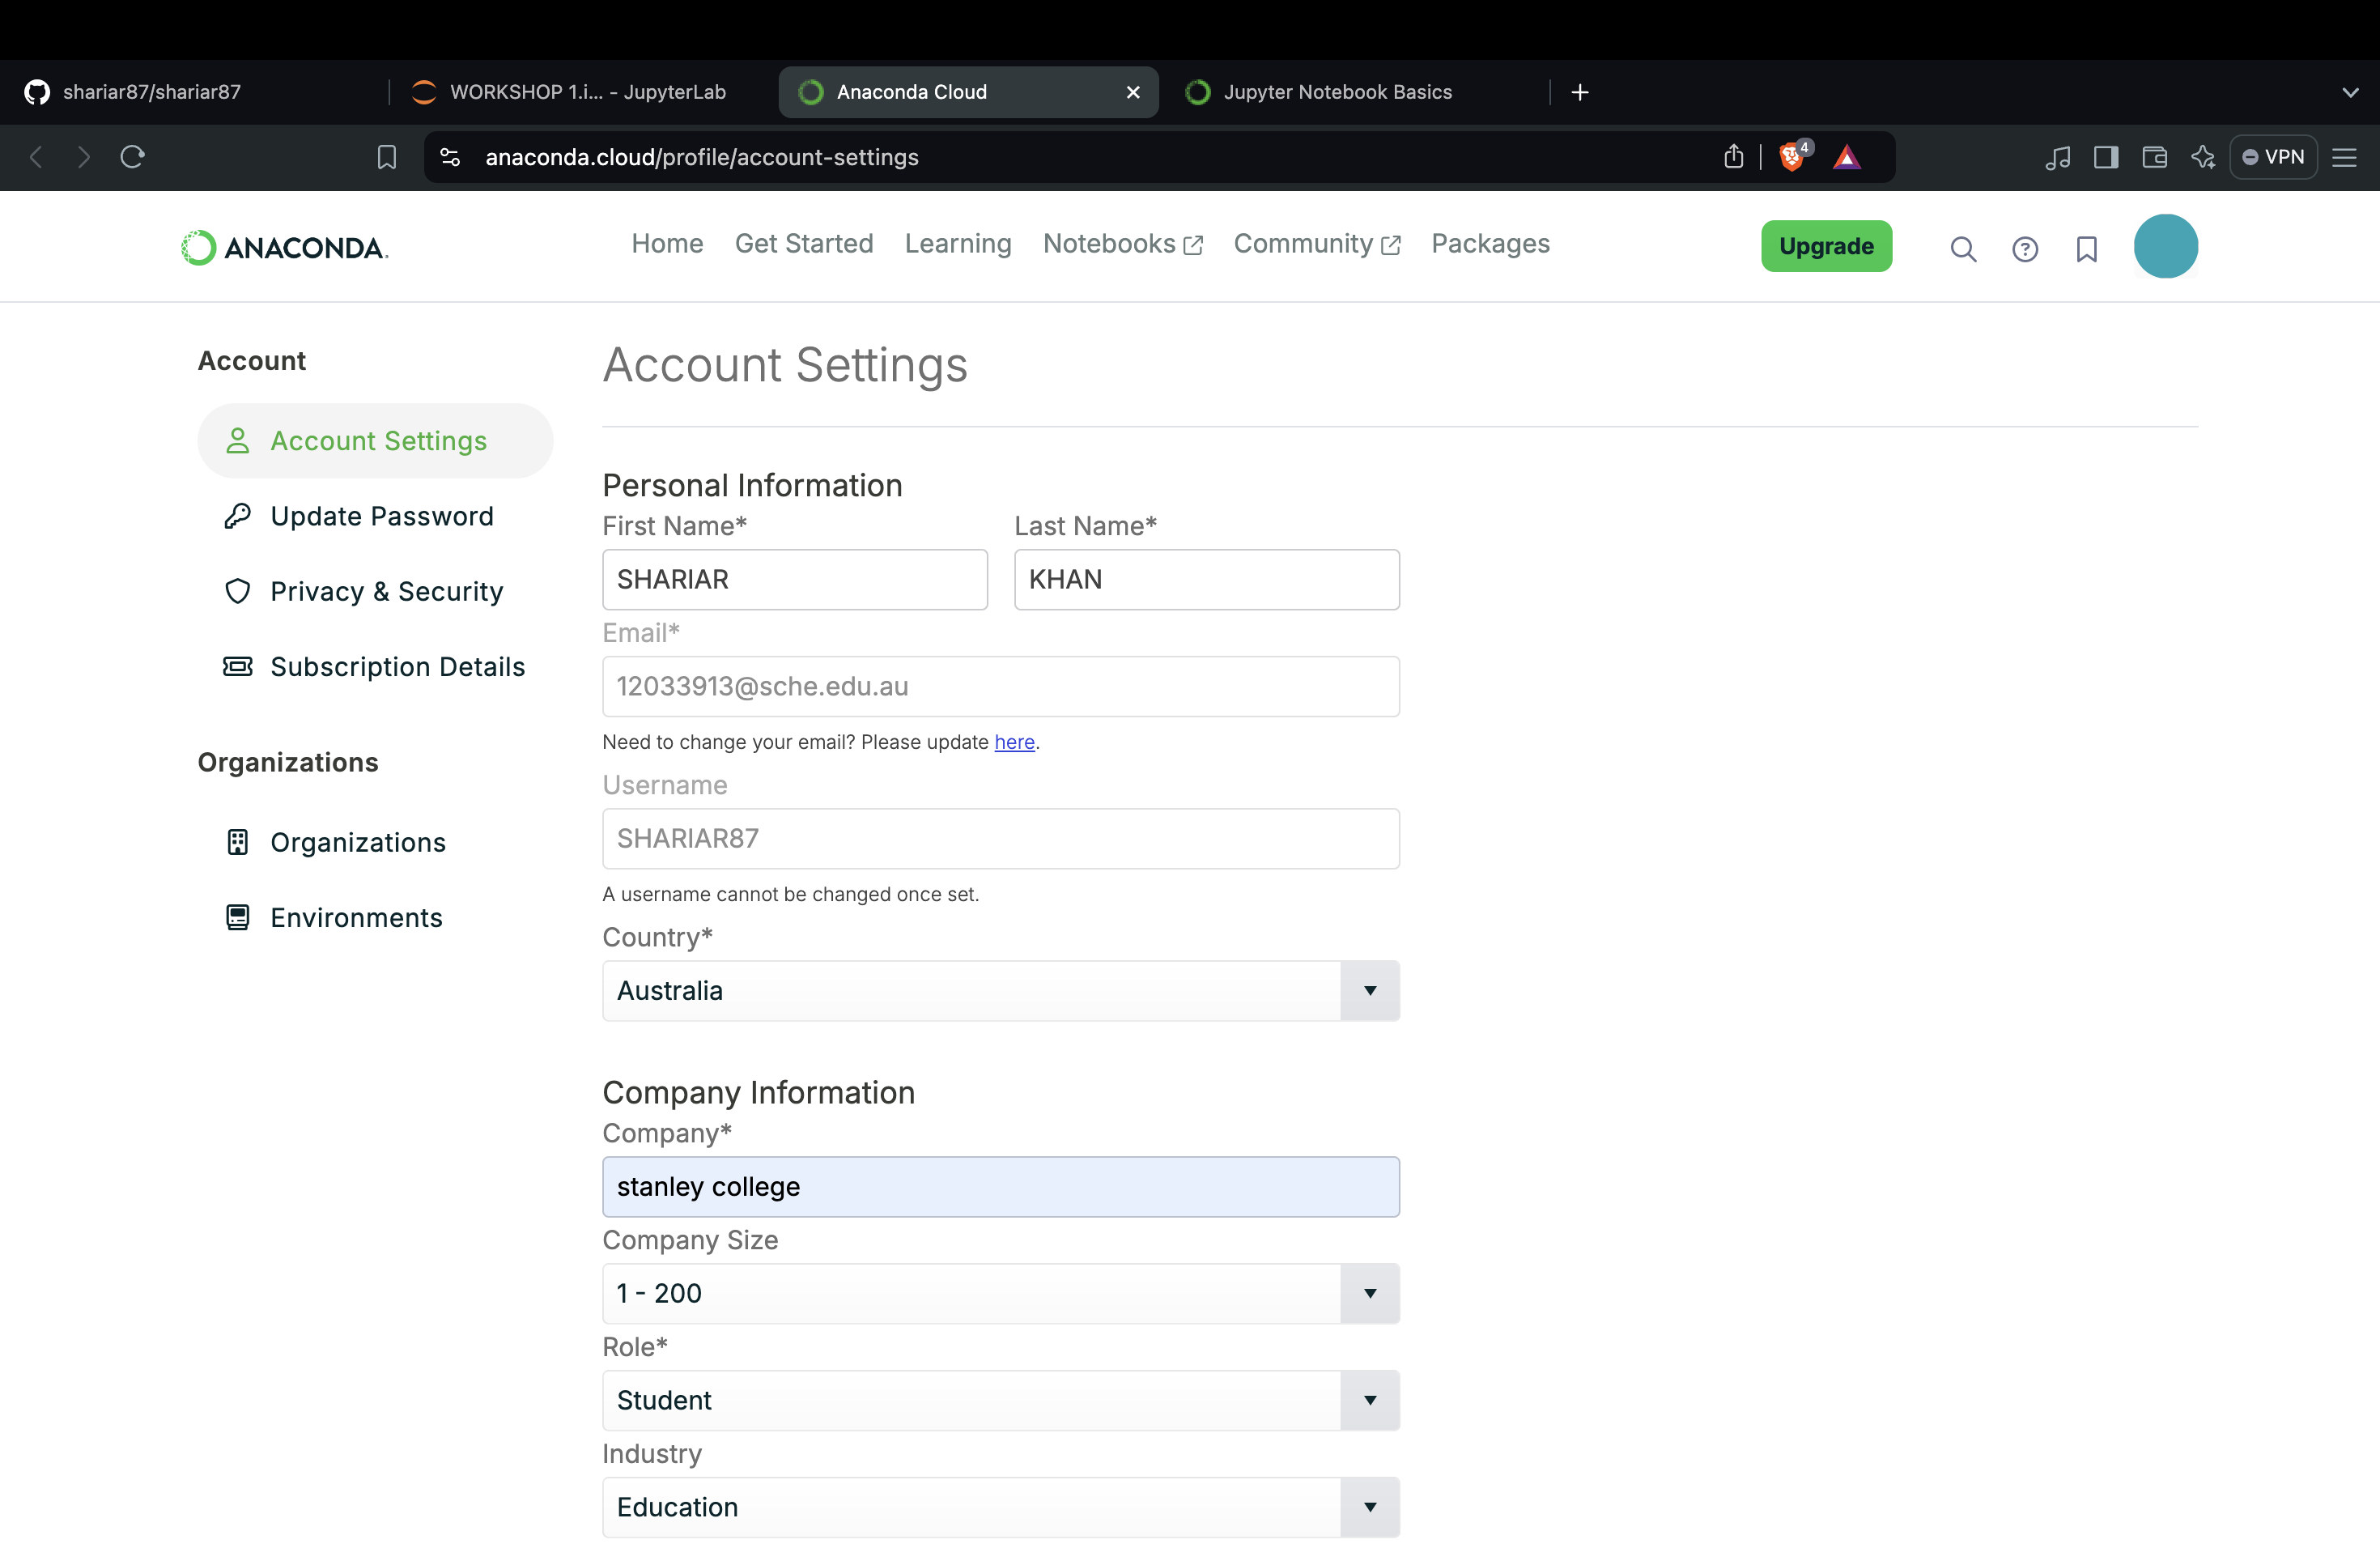 shariar87/shariar87
WORKSHOP 1.i... - JupyterLab
Anaconda Cloud
Jupyter Notebook Basics
anaconda.cloud/profile/account-settings
4
VPN
ANACONDA.
Home
Get Started
Learning
Notebooks
Community
Packages
Upgrade
Account
Account Settings
Update Password
Privacy & Security
Subscription Details
Organizations
Organizations
Environments
Account Settings
Personal Information
First Name*
Last Name*
SHARIAR
KHAN
Email*
12033913@sche.edu.au
Need to change your email? Please update here.
Username
SHARIAR87
A username cannot be changed once set.
Country*
Australia
Company Information
Company*
stanley college
Company Size
1 - 200
Role*
Student
Industry
Education